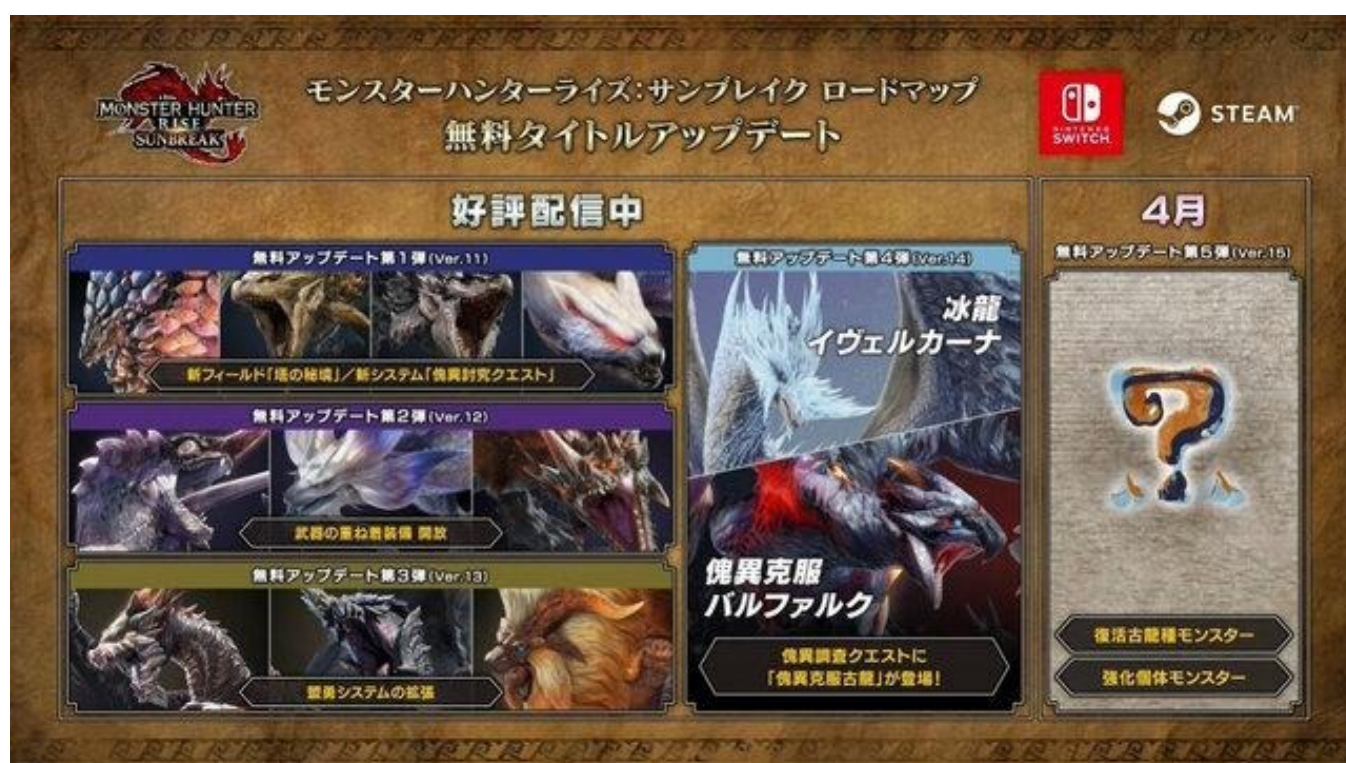 MONSTER HUNTER
RISE
SUNBREAK
モンスターハンターライズ:サンブレイク ロードマップ
無料タイトルアップデート
NINTENDO
SWITCH
STEAM
好評配信中
無料アップデート第1弾(Ver.11)
新フィールド「塔の秘境」/新システム「傀異討究クエスト」
無料アップデート第2弾(Ver.12)
武器の重ね着装備 開放
無料アップデート第3弾(Ver.13)
盟勇システムの拡張
無料アップデート第4弾(Ver.14)
冰龍
イヴェルカーナ
傀異克服
バルファルク
傀異調査クエストに
「傀異克服古龍」が登場!
4月
無料アップデート第5弾(Ver.15)
復活古龍種モンスター
強化個体モンスター